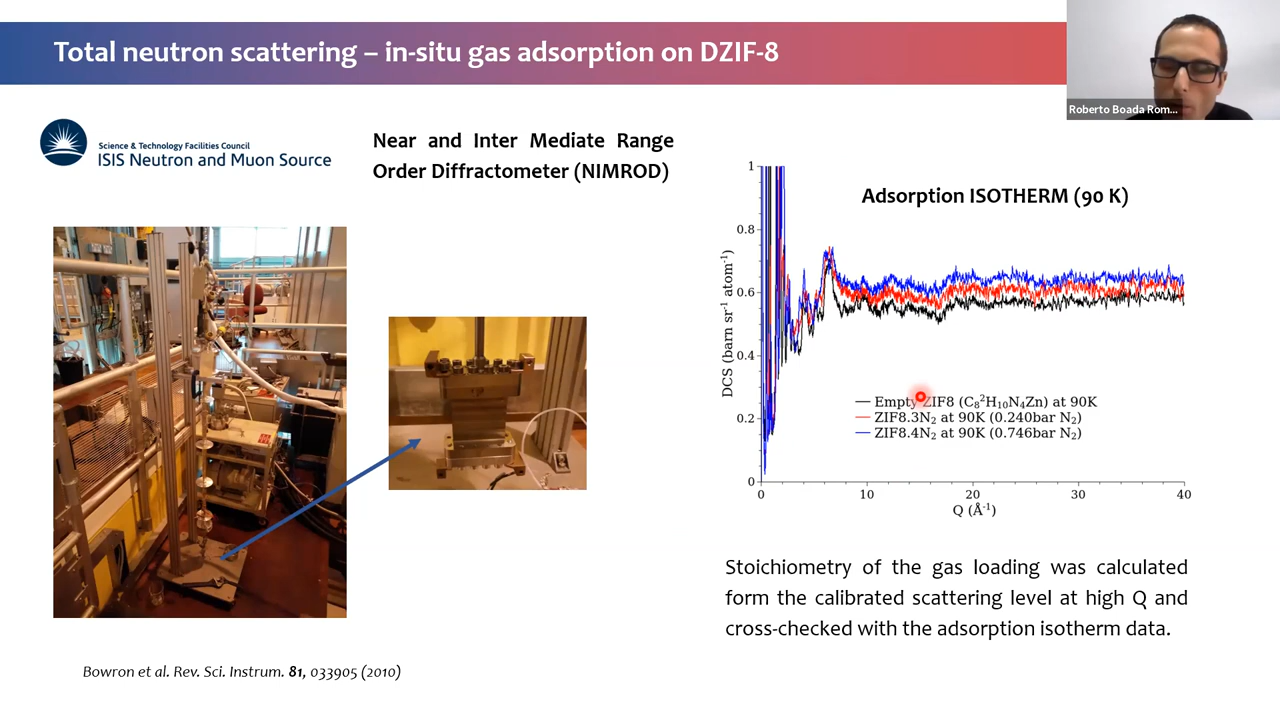 Total neutron scattering – in-situ gas adsorption on DZIF-8
Roberto Boada Rom...
Science & Technology Facilities Council
ISIS Neutron and Muon Source
Near and Inter Mediate Range
Order Diffractometer (NIMROD)
Adsorption ISOTHERM (90 K)
DCS (barn sr⁻¹ atom⁻¹)
1
0.8
0.6
0.4
0.2
0
Empty ZIF8 (C₈²H₁₀N₄Zn) at 90K
ZIF8.3N₂ at 90K (0.240bar N₂)
ZIF8.4N₂ at 90K (0.746bar N₂)
0 10 20 30 40
Q (Å⁻¹)
Stoichiometry of the gas loading was calculated
form the calibrated scattering level at high Q and
cross-checked with the adsorption isotherm data.
Bowron et al. Rev. Sci. Instrum. 81, 033905 (2010)